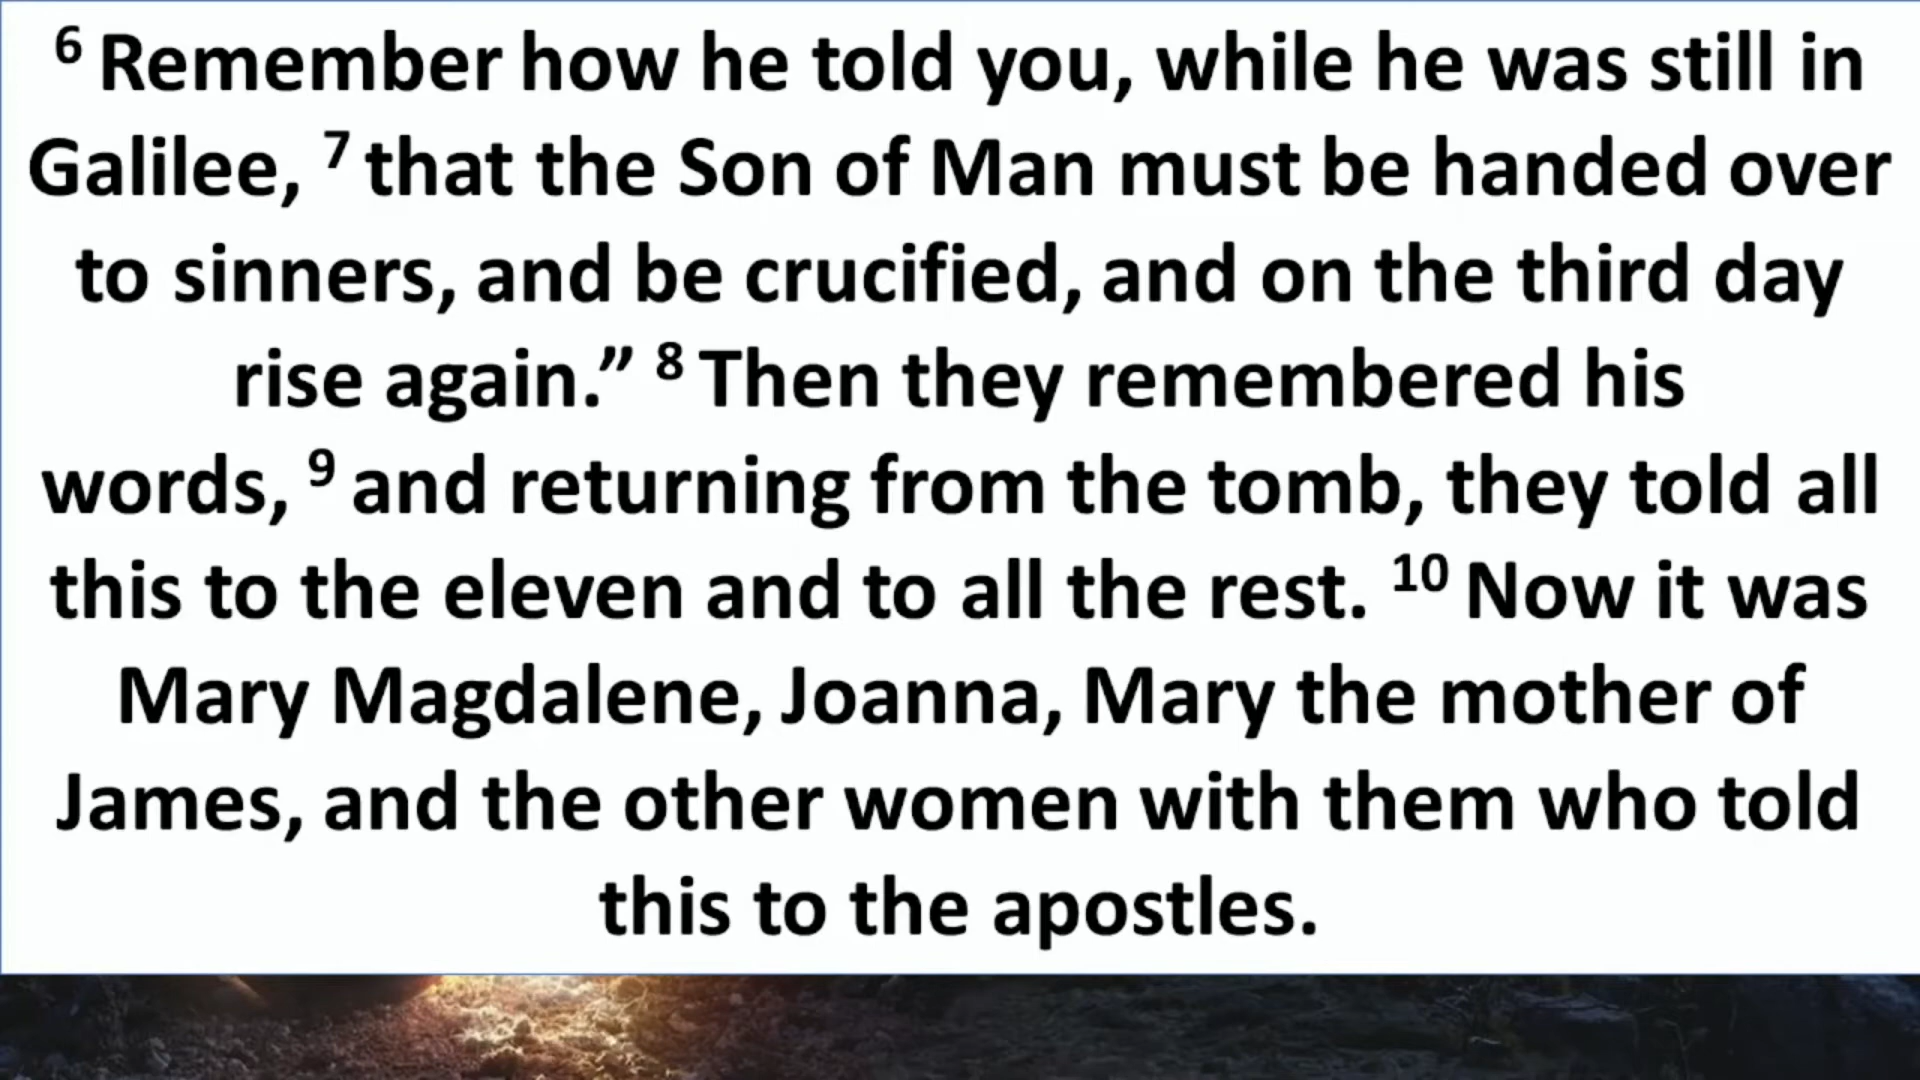 6 Remember how he told you, while he was still in
Galilee, 7 that the Son of Man must be handed over
to sinners, and be crucified, and on the third day
rise again.” 8 Then they remembered his
words, 9 and returning from the tomb, they told all
this to the eleven and to all the rest. 10 Now it was
Mary Magdalene, Joanna, Mary the mother of
James, and the other women with them who told
this to the apostles.